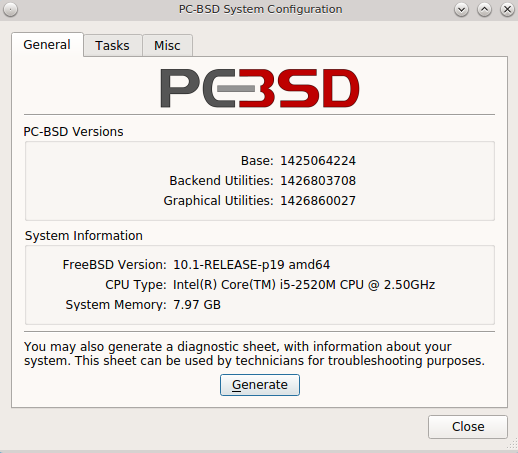 PC-BSD System Configuration
General Tasks Misc
PCBSD
PC-BSD Versions
Base: 1425064224
Backend Utilities: 1426803708
Graphical Utilities: 1426860027
System Information
FreeBSD Version: 10.1-RELEASE-p19 amd64
CPU Type: Intel(R) Core(TM) i5-2520M CPU @ 2.50GHz
System Memory: 7.97 GB
You may also generate a diagnostic sheet, with information about your
system. This sheet can be used by technicians for troubleshooting purposes.
Generate
Close